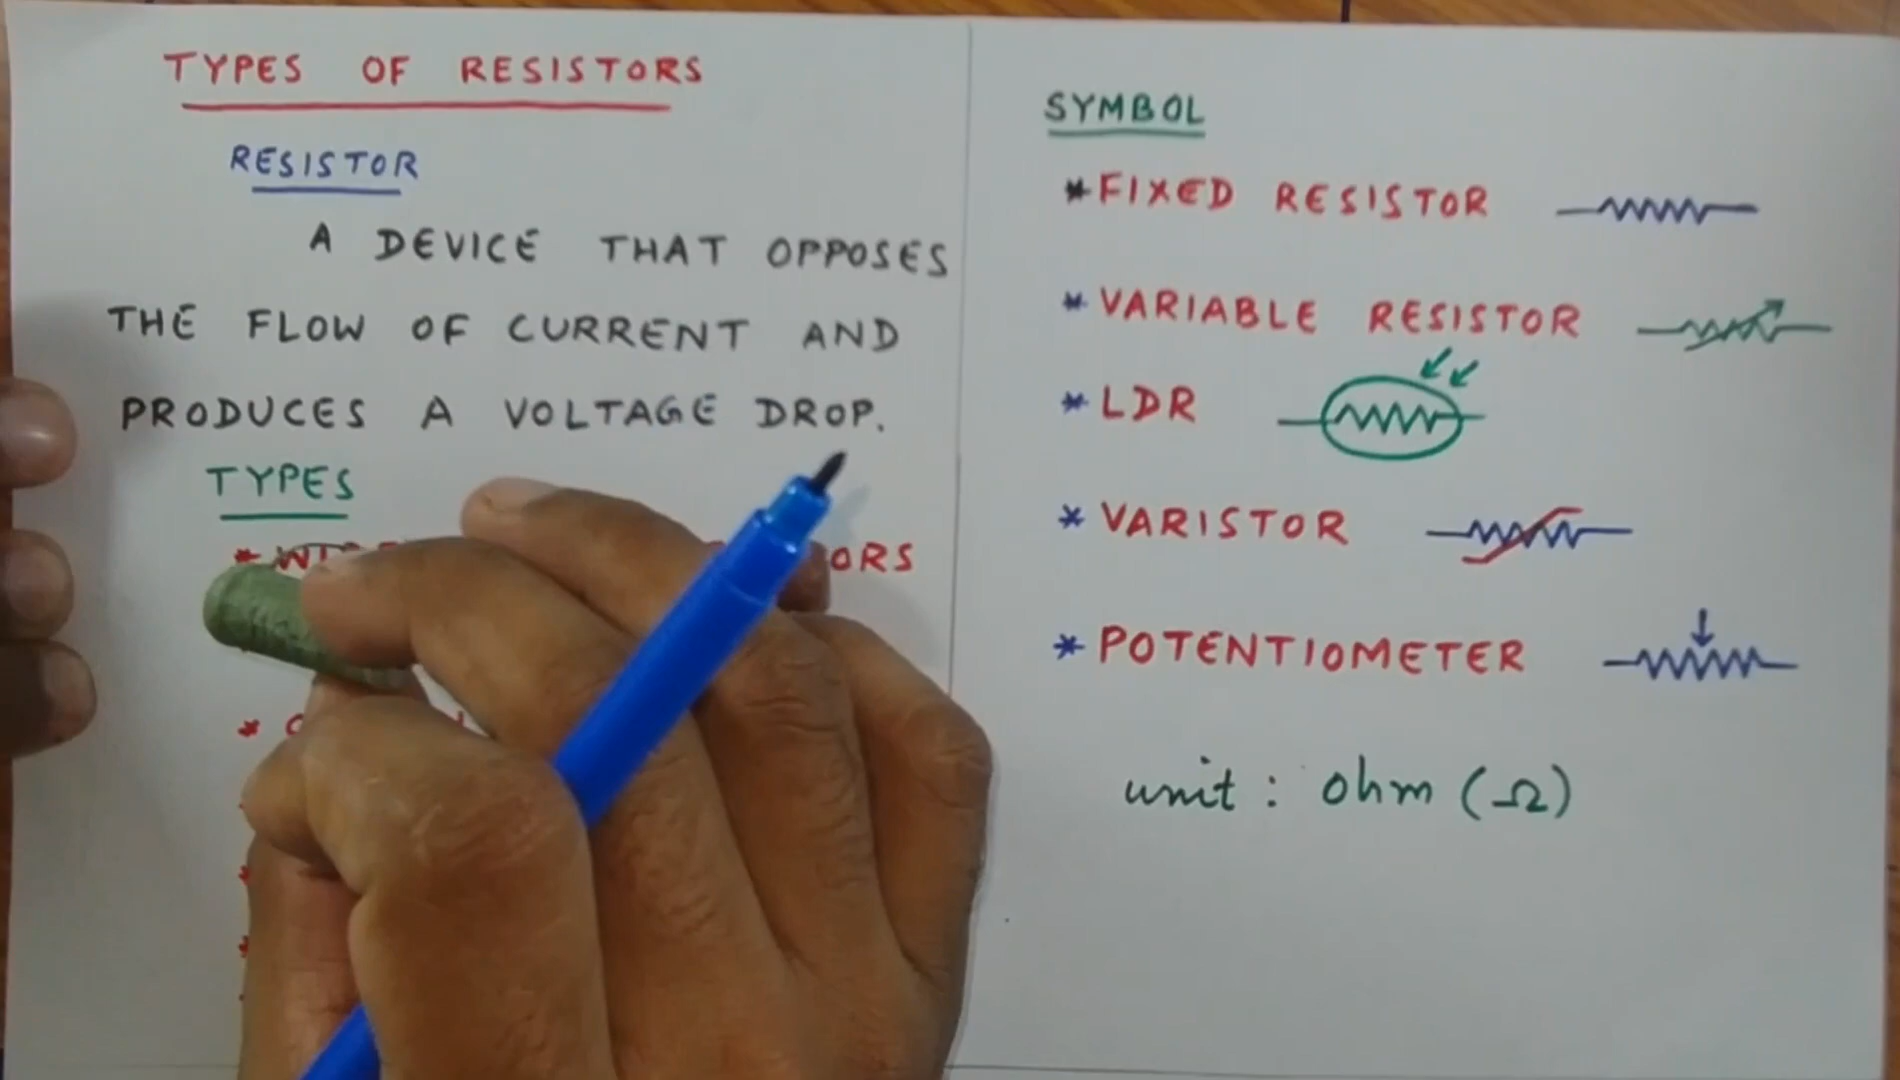 TYPES OF RESISTORS
RESISTOR
A DEVICE THAT OPPOSES
THE FLOW OF CURRENT AND
PRODUCES A VOLTAGE DROP.
TYPES
*
*
SYMBOL
* FIXED RESISTOR
* VARIABLE RESISTOR
* LDR
* VARISTOR
* POTENTIOMETER
unit : ohm (Ω)